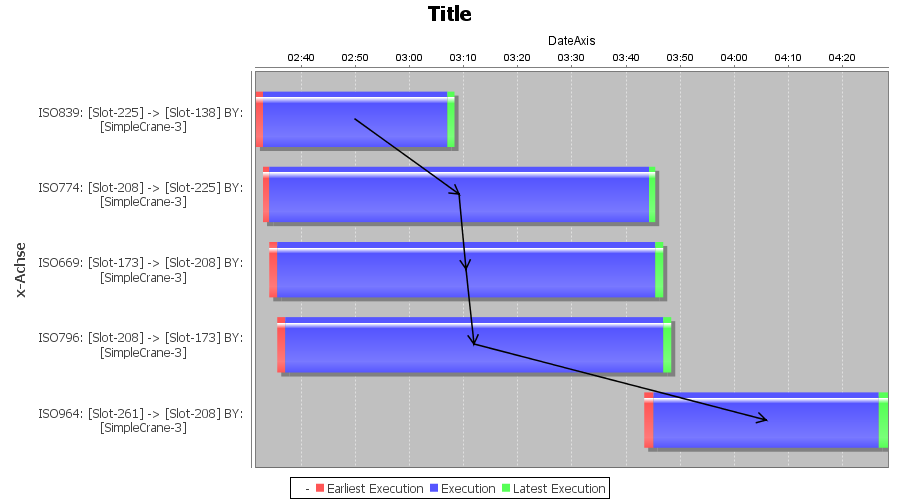 Title
DateAxis
02:40 02:50 03:00 03:10 03:20 03:30 03:40 03:50 04:00 04:10 04:20
x-Achse
ISO839: [Slot-225] -> [Slot-138] BY:
[SimpleCrane-3]
ISO774: [Slot-208] -> [Slot-225] BY:
[SimpleCrane-3]
ISO669: [Slot-173] -> [Slot-208] BY:
[SimpleCrane-3]
ISO796: [Slot-208] -> [Slot-173] BY:
[SimpleCrane-3]
ISO964: [Slot-261] -> [Slot-208] BY:
[SimpleCrane-3]
- Earliest Execution Execution Latest Execution